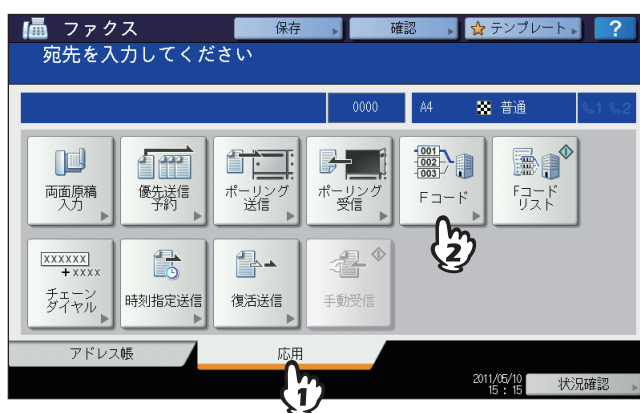 ファクス
保存
確認
テンプレート
?
宛先を入力してください
0000
A4
普通
1
2
両面原稿
入力
優先送信
予約
ポーリング
送信
ポーリング
受信
001
002
003
Fコード
Fコード
リスト
2
XXXXXX
+xxxx
チェーン
ダイヤル
時刻指定送信
復活送信
手動受信
アドレス帳
応用
1
2011/05/10
15：15
状況確認